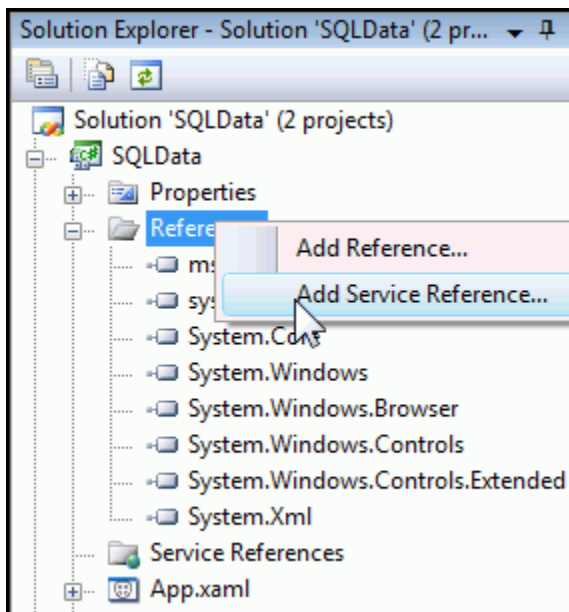 Solution Explorer - Solution 'SQLData' (2 pr...
Solution 'SQLData' (2 projects)
SQLData
Properties
Add Reference...
Add Service Reference...
System.Windows
System.Windows.Browser
System.Windows.Controls
System.Windows.Controls.Extended
System.Xml
Service References
App.xaml